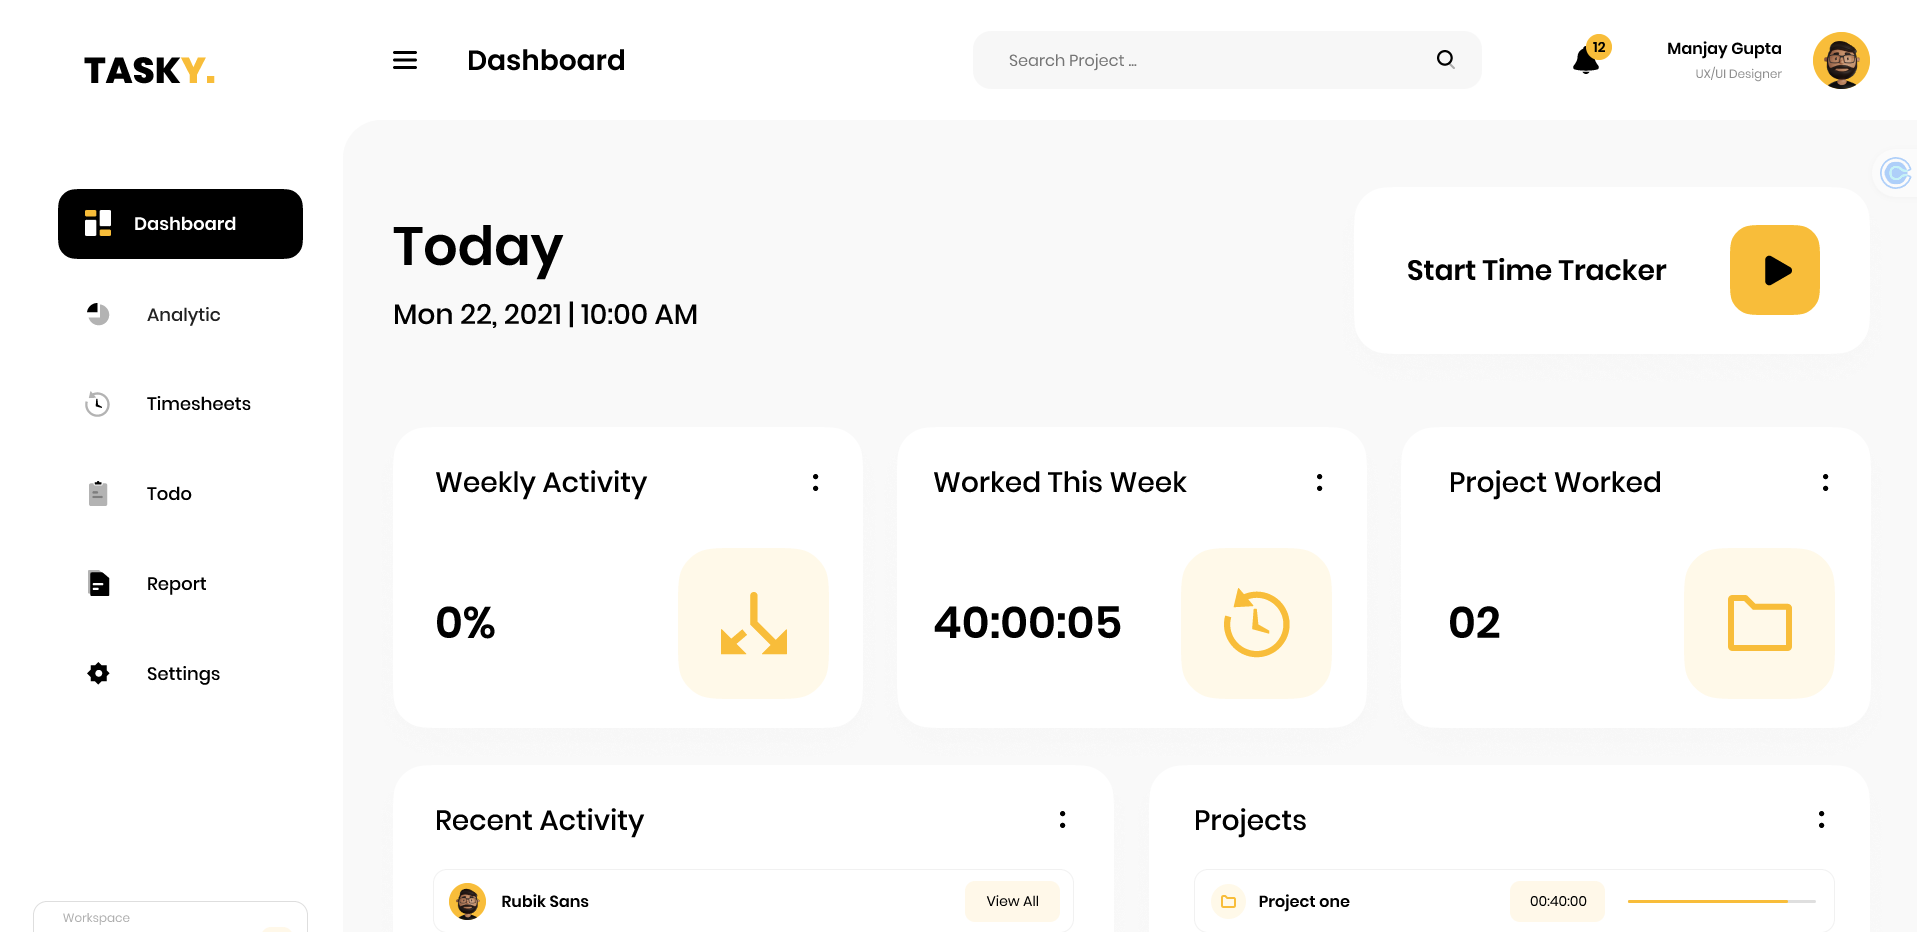 TASKY.
Dashboard
Search Project ...
12
Manjay Gupta
UX/UI Designer
Dashboard
Analytic
Timesheets
Todo
Report
Settings
Workspace
Today
Mon 22, 2021 | 10:00 AM
Start Time Tracker
Weekly Activity
0%
Worked This Week
40:00:05
Project Worked
02
Recent Activity
Rubik Sans
View All
Projects
Project one
00:40:00